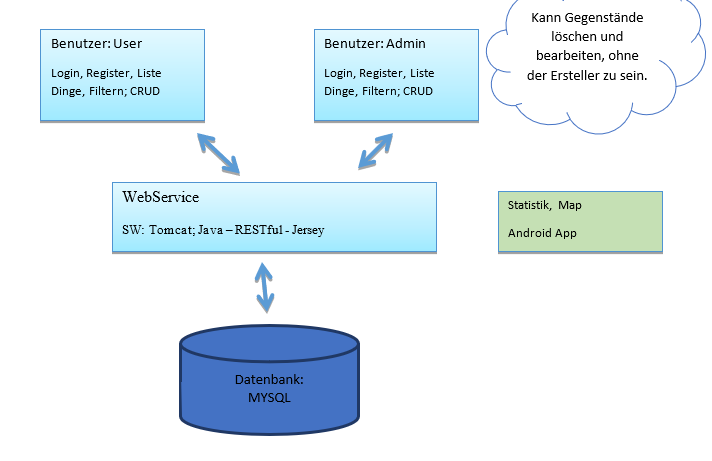 Benutzer: User
Login, Register, Liste
Dinge, Filtern; CRUD
Benutzer: Admin
Login, Register, Liste
Dinge, Filtern; CRUD
Kann Gegenstände
löschen und
bearbeiten, ohne
der Ersteller zu sein.
WebService
SW: Tomcat; Java – RESTful - Jersey
Statistik, Map
Android App
Datenbank:
MYSQL